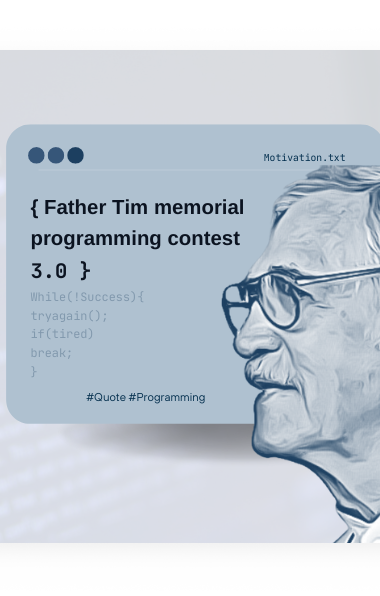 Motivation.txt
{ Father Tim memorial
programming contest
3.0 }
While(!Success){
tryagain();
if(tired)
break;
}
#Quote #Programming